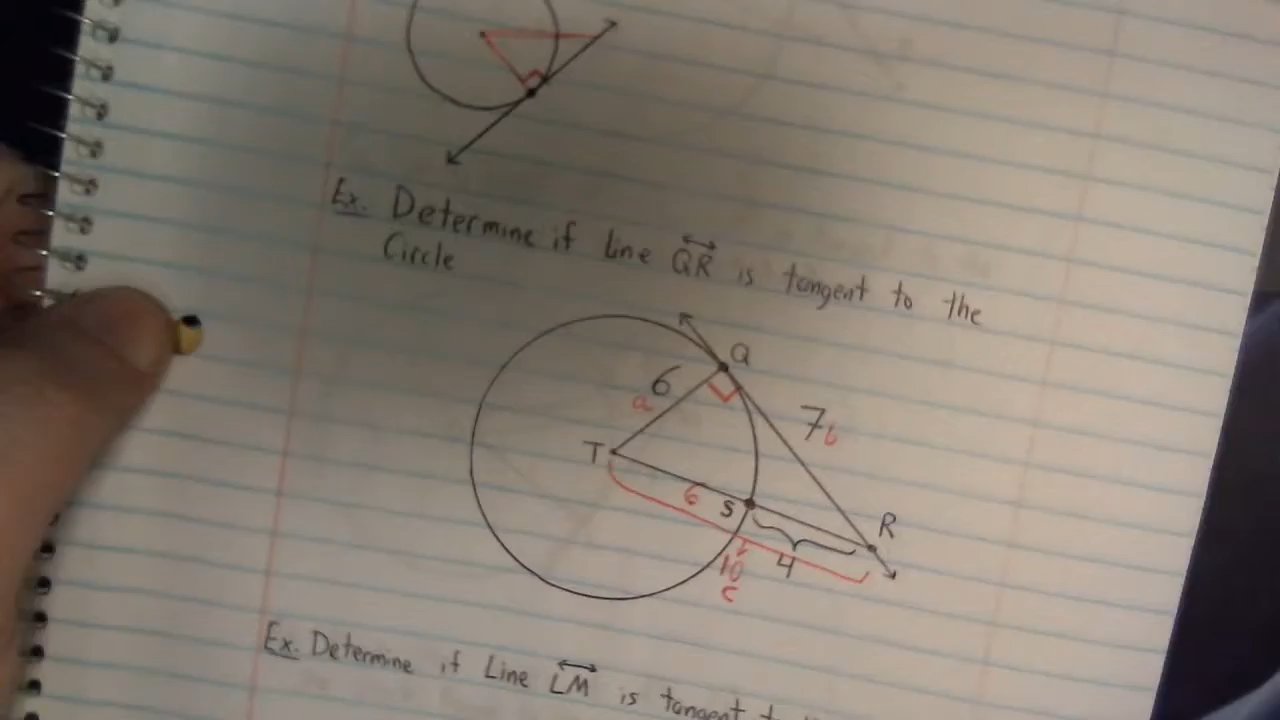 Ex. Determine if line QR is tangent to the
Circle
Q
6
a
7b
T
6
S
R
10
c
4
Ex. Determine if Line LM is tangent